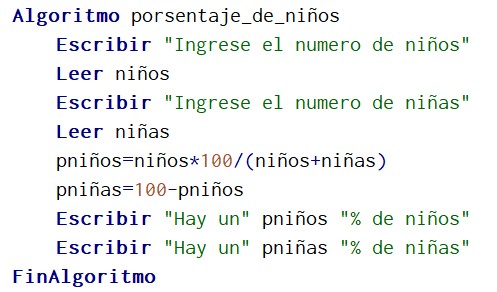 Algoritmo porsentaje_de_niños
Escribir "Ingrese el numero de niños"
Leer niños
Escribir "Ingrese el numero de niñas"
Leer niñas
pniños=niños*100/(niños+niñas)
pniñas=100-pniños
Escribir "Hay un" pniños "% de niños"
Escribir "Hay un" pniñas "% de niñas"
FinAlgoritmo